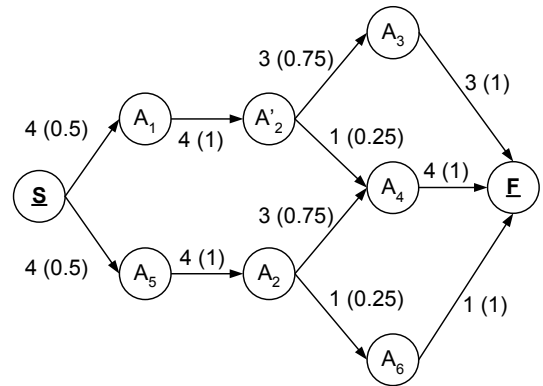 A3
3 (0.75)
3 (1)
4 (0.5)
A1
4 (1)
A'2
1 (0.25)
S
A4
4 (1)
F
4 (0.5)
A5
4 (1)
A2
3 (0.75)
1 (0.25)
1 (1)
A6